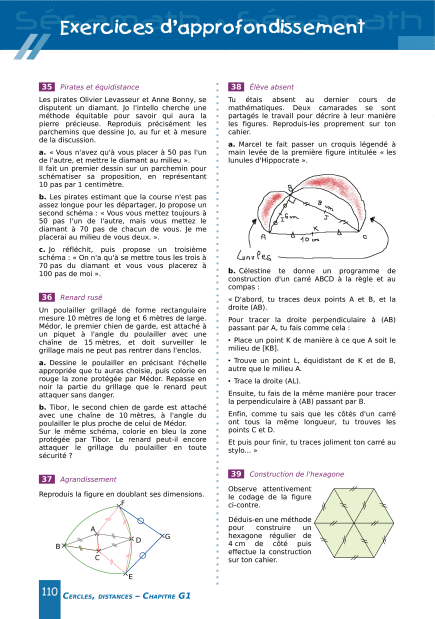 Sésamath - Sésamath
Exercices d'approfondissement
35 Pirates et équidistance
Les pirates Olivier Levasseur et Anne Bonny, se
disputent un diamant. Jo l'intello cherche une
méthode équitable pour savoir qui aura la
pierre précieuse. Reproduis précisément les
parchemins que dessine Jo, au fur et à mesure
de la discussion.
a. « Vous n'avez qu'à vous placer à 50 pas l'un
de l'autre, et mettre le diamant au milieu ».
Il fait un premier dessin sur un parchemin pour
schématiser sa proposition, en représentant
10 pas par 1 centimètre.
b. Les pirates estimant que la course n'est pas
assez longue pour les départager, Jo propose un
second schéma : « Vous vous mettez toujours à
50 pas l'un de l'autre, mais vous mettez le
diamant à 70 pas de chacun de vous. Je me
placerai au milieu de vous deux. ».
c. Jo réfléchit, puis propose un troisième
schéma : « On n'a qu'à se mettre tous les trois à
70 pas du diamant et vous vous placerez à
100 pas de moi ».
36 Renard rusé
Un poulailler grillagé de forme rectangulaire
mesure 10 mètres de long et 6 mètres de large.
Médor, le premier chien de garde, est attaché à
un piquet à l'angle du poulailler avec une
chaîne de 15 mètres, et doit surveiller le
grillage mais ne peut pas rentrer dans l'enclos.
a. Dessine le poulailler en précisant l'échelle
appropriée que tu auras choisie, puis colorie en
rouge la zone protégée par Médor. Repasse en
noir la partie du grillage que le renard peut
attaquer sans danger.
b. Tibor, le second chien de garde est attaché
avec une chaîne de 10 mètres, à l'angle du
poulailler le plus proche de celui de Médor.
Sur le même schéma, colorie en bleu la zone
protégée par Tibor. Le renard peut-il encore
attaquer le grillage du poulailler en toute
sécurité ?
37 Agrandissement
Reproduis la figure en doublant ses dimensions.
F
A
D
G
B
C
E
38 Élève absent
Tu étais absent au dernier cours de
mathématiques. Deux camarades se sont
partagés le travail pour décrire à leur manière
les figures. Reproduis-les proprement sur ton
cahier.
a. Marcel te fait passer un croquis légendé à
main levée de la première figure intitulée « les
lunules d'Hippocrate ».
B
8 cm
6 cm
I
J
K
A
C
10 cm
Lunules
b. Célestine te donne un programme de
construction d'un carré ABCD à la règle et au
compas :
« D'abord, tu traces deux points A et B, et la
droite (AB).
Pour tracer la droite perpendiculaire à (AB)
passant par A, tu fais comme cela :
• Place un point K de manière à ce que A soit le
milieu de [KB].
• Trouve un point L, équidistant de K et de B,
autre que le milieu A.
• Trace la droite (AL).
Ensuite, tu fais de la même manière pour tracer
la perpendiculaire à (AB) passant par B.
Enfin, comme tu sais que les côtés d'un carré
ont tous la même longueur, tu trouves les
points C et D.
Et puis pour finir, tu traces joliment ton carré au
stylo... »
39 Construction de l'hexagone
Observe attentivement
le codage de la figure
ci-contre.
Déduis-en une méthode
pour construire un
hexagone régulier de
4 cm de côté puis
effectue la construction
sur ton cahier.
110 CERCLES, DISTANCES – CHAPITRE G1